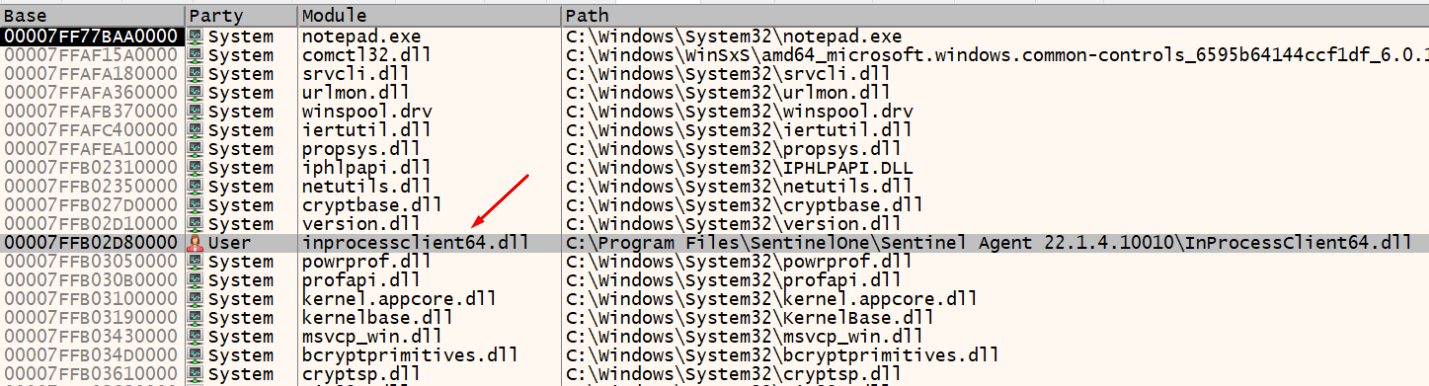 Base Party Module Path
00007FF77BAA0000 System notepad.exe C:\Windows\System32\notepad.exe
00007FFAF15A0000 System comctl32.dll C:\Windows\WinSxS\amd64_microsoft.windows.common-controls_6595b64144ccf1df_6.0.1
00007FFAFA180000 System srvcli.dll C:\Windows\System32\srvcli.dll
00007FFAFA360000 System urlmon.dll C:\Windows\System32\urlmon.dll
00007FFAFB370000 System winspool.drv C:\Windows\System32\winspool.drv
00007FFAFC400000 System iertutil.dll C:\Windows\System32\iertutil.dll
00007FFAFEA10000 System propsys.dll C:\Windows\System32\propsys.dll
00007FFB02310000 System iphlpapi.dll C:\Windows\System32\IPHLPAPI.DLL
00007FFB02350000 System netutils.dll C:\Windows\System32\netutils.dll
00007FFB027D0000 System cryptbase.dll C:\Windows\System32\cryptbase.dll
00007FFB02D10000 System version.dll C:\Windows\System32\version.dll
00007FFB02D80000 User inprocessclient64.dll C:\Program Files\SentinelOne\Sentinel Agent 22.1.4.10010\InProcessClient64.dll
00007FFB03050000 System powrprof.dll C:\Windows\System32\powrprof.dll
00007FFB030B0000 System profapi.dll C:\Windows\System32\profapi.dll
00007FFB03100000 System kernel.appcore.dll C:\Windows\System32\kernel.appcore.dll
00007FFB03190000 System kernelbase.dll C:\Windows\System32\KernelBase.dll
00007FFB03430000 System msvcp_win.dll C:\Windows\System32\msvcp_win.dll
00007FFB034D0000 System bcryptprimitives.dll C:\Windows\System32\bcryptprimitives.dll
00007FFB03610000 System cryptsp.dll C:\Windows\System32\cryptsp.dll